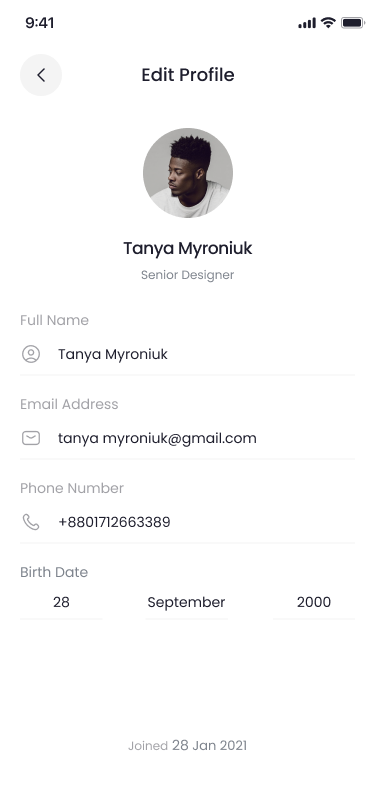 9:41
Edit Profile
Tanya Myroniuk
Senior Designer
Full Name
Tanya Myroniuk
Email Address
tanya myroniuk@gmail.com
Phone Number
+8801712663389
Birth Date
28 September 2000
Joined 28 Jan 2021